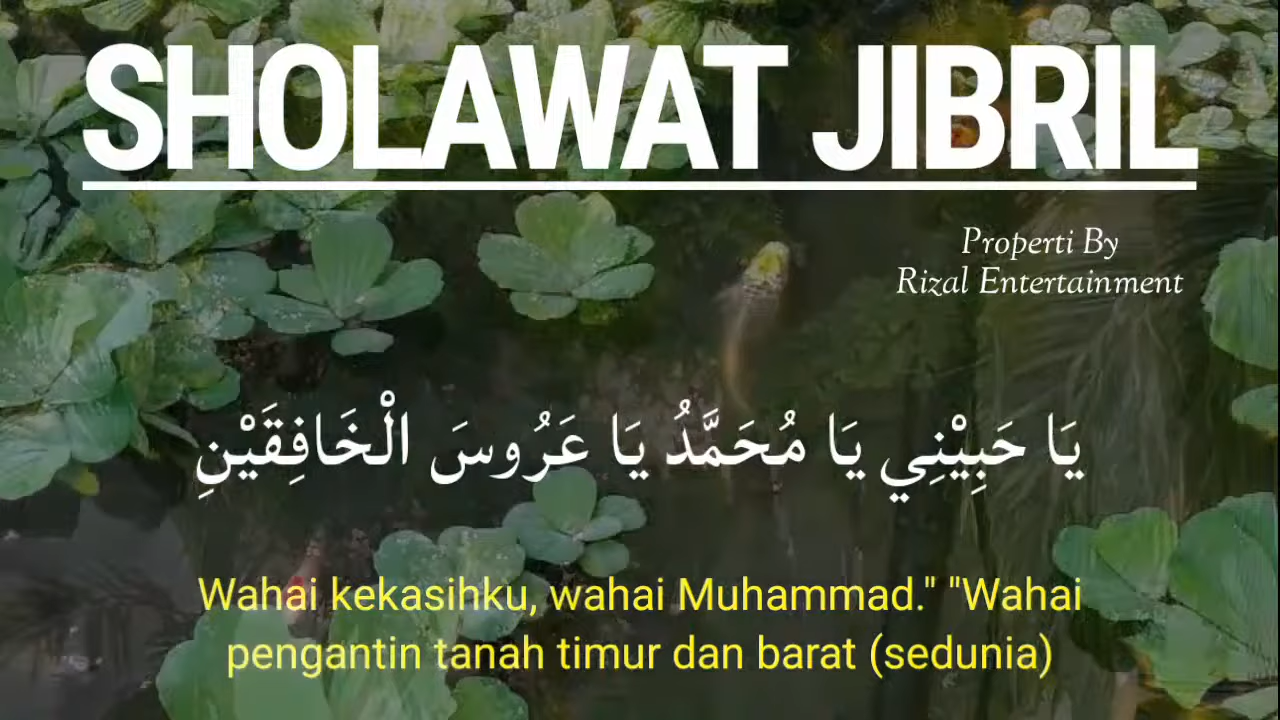 SHOLAWAT JIBRIL
Properti By
Rizal Entertainment
يَا حَبِيْنِي يَا مُحَمَّدُ يَا عَرُوسَ الْخَافِقَيْنِ
Wahai kekasihku, wahai Muhammad." "Wahai
pengantin tanah timur dan barat (sedunia)